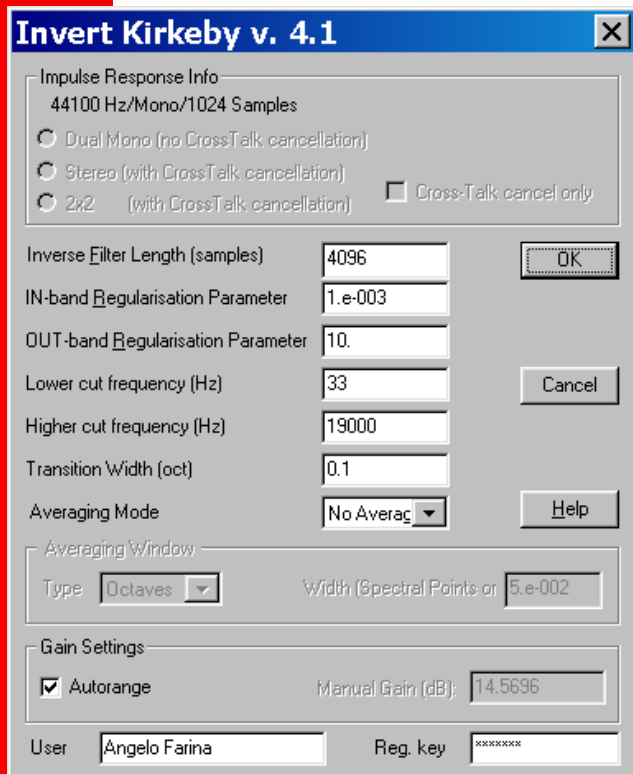 Invert Kirkeby v. 4.1
Impulse Response Info
44100 Hz/Mono/1024 Samples
Dual Mono (no CrossTalk cancellation)
Stereo (with CrossTalk cancellation)
2x2 (with CrossTalk cancellation)
Cross-Talk cancel only
Inverse Filter Length (samples) 4096 OK
IN-band Regularisation Parameter 1.e-003
OUT-band Regularisation Parameter 10.
Lower cut frequency (Hz) 33 Cancel
Higher cut frequency (Hz) 19000
Transition Width (oct) 0.1
Averaging Mode No Averag Help
Averaging Window
Type Octaves Width (Spectral Points or 5.e-002
Gain Settings
Autorange Manual Gain (dB): 14.5696
User Angelo Farina Reg. key *******